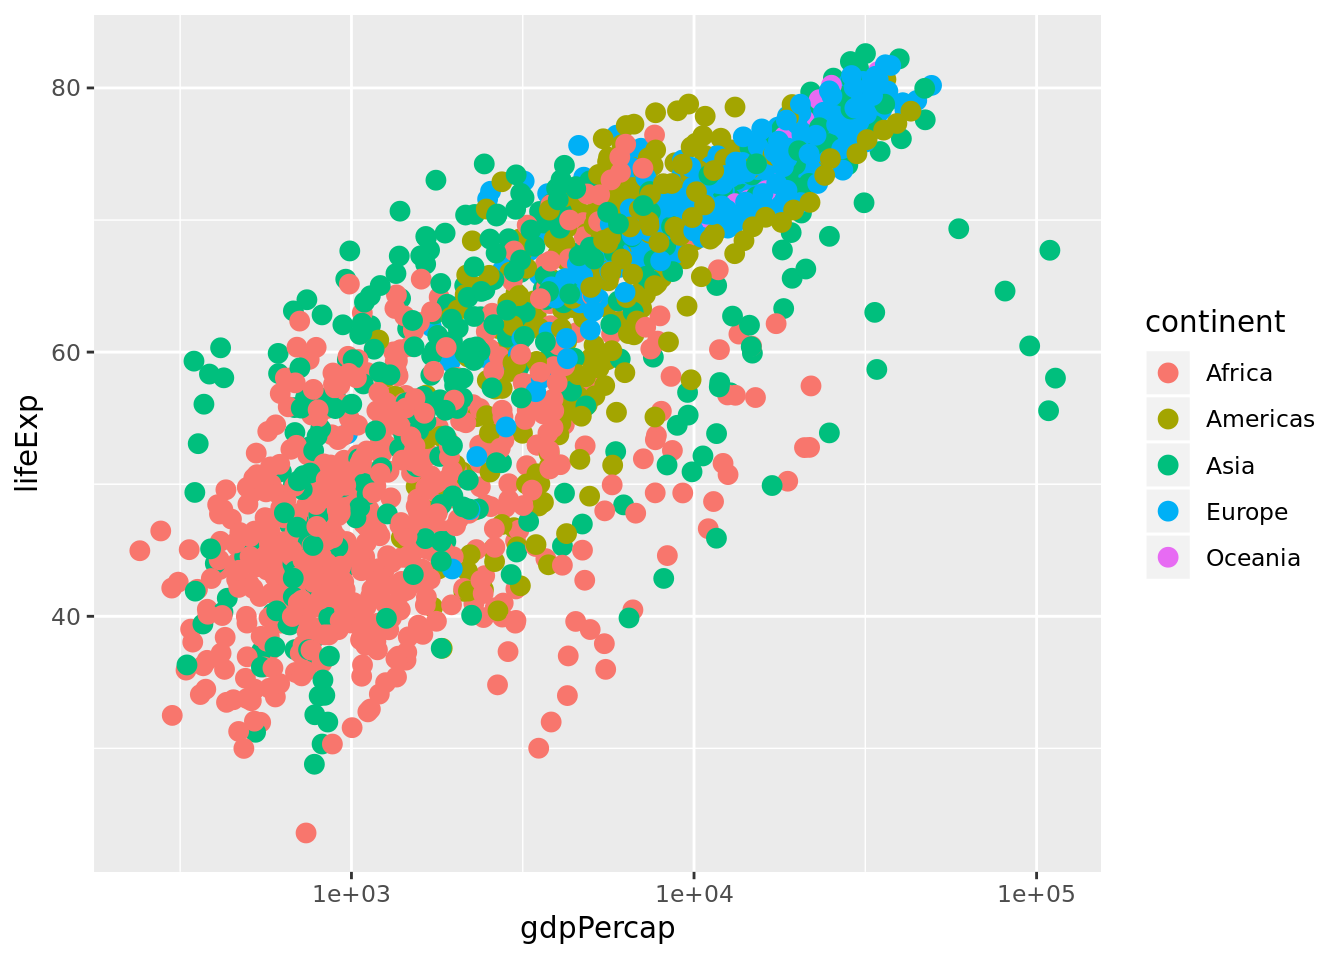 80
60
40
lifeExp
1e+03
1e+04
1e+05
gdpPercap
continent
Africa
Americas
Asia
Europe
Oceania